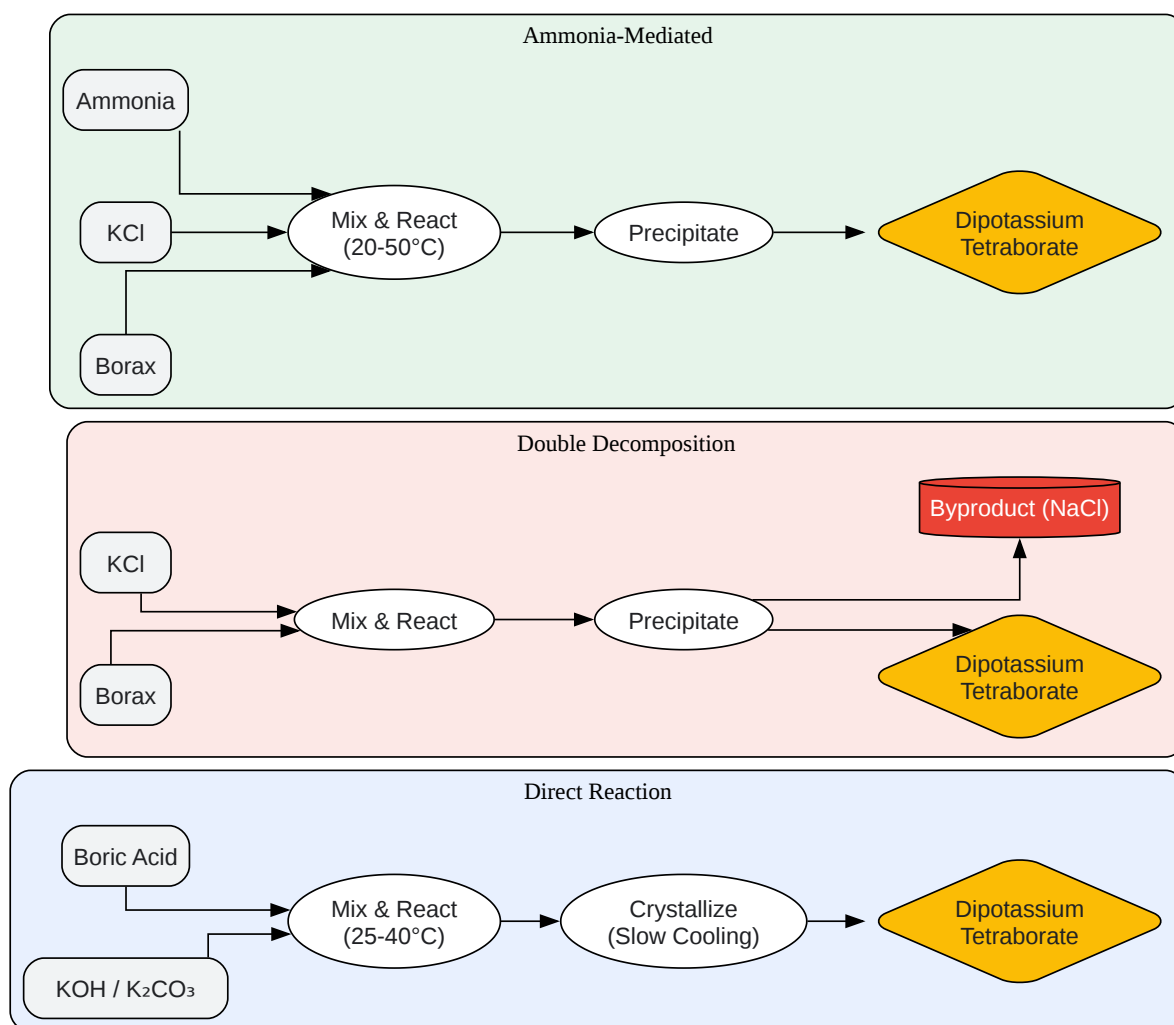 Ammonia-Mediated
Ammonia
KCl
Borax
Mix & React
(20-50°C)
Precipitate
Dipotassium
Tetraborate
Double Decomposition
KCl
Borax
Mix & React
Precipitate
Byproduct (NaCl)
Dipotassium
Tetraborate
Direct Reaction
Boric Acid
KOH / K₂CO₃
Mix & React
(25-40°C)
Crystallize
(Slow Cooling)
Dipotassium
Tetraborate